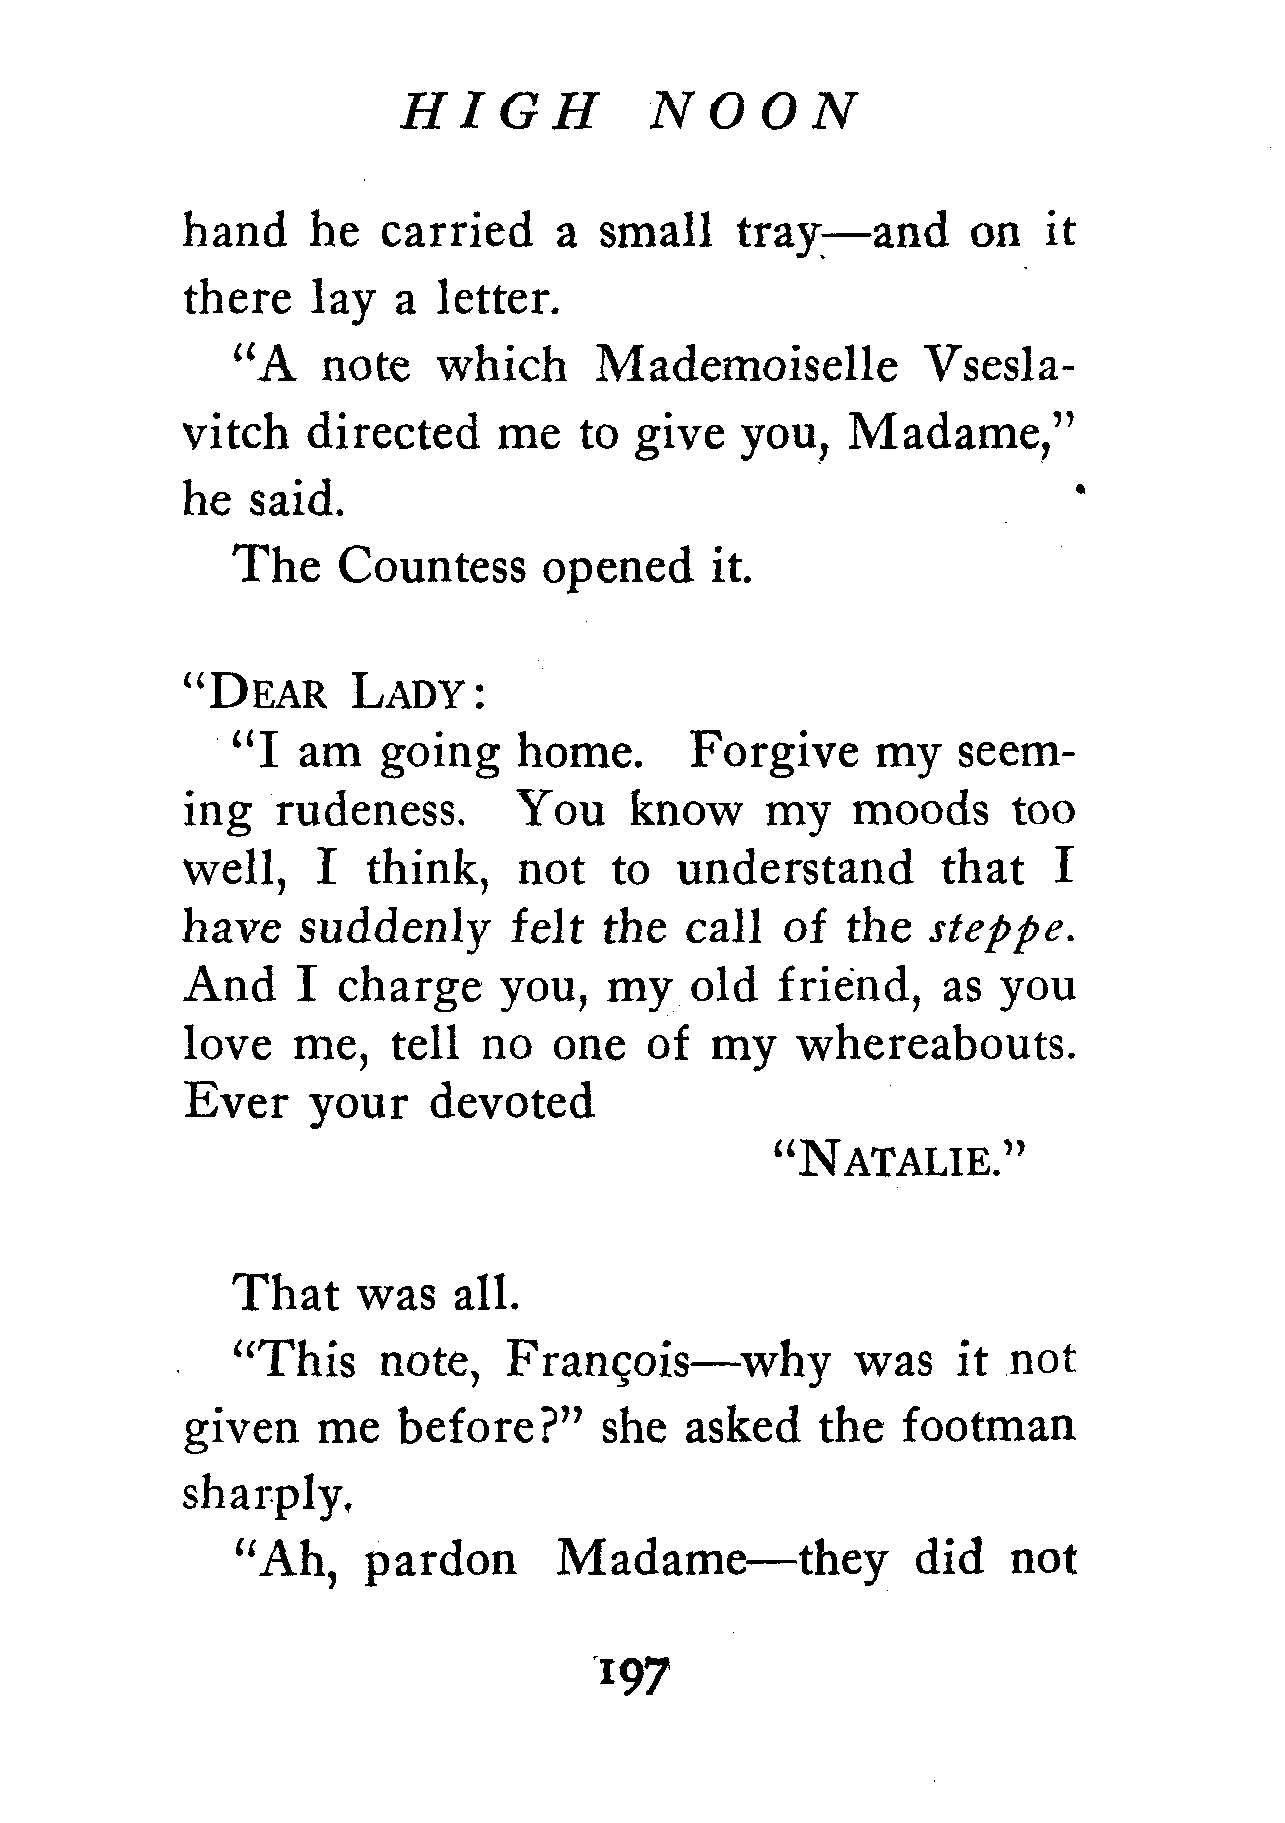 HIGH NOON
hand he carried a small tray—and on it
there lay a letter.
"A note which Mademoiselle Vsesla-
vitch directed me to give you, Madame,"
he said.
The Countess opened it.
"DEAR LADY:
"I am going home. Forgive my seem-
ing rudeness. You know my moods too
well, I think, not to understand that I
have suddenly felt the call of the steppe.
And I charge you, my old friend, as you
love me, tell no one of my whereabouts.
Ever your devoted
"NATALIE."
That was all.
"This note, François—why was it not
given me before?" she asked the footman
sharply.
"Ah, pardon Madame—they did not
197